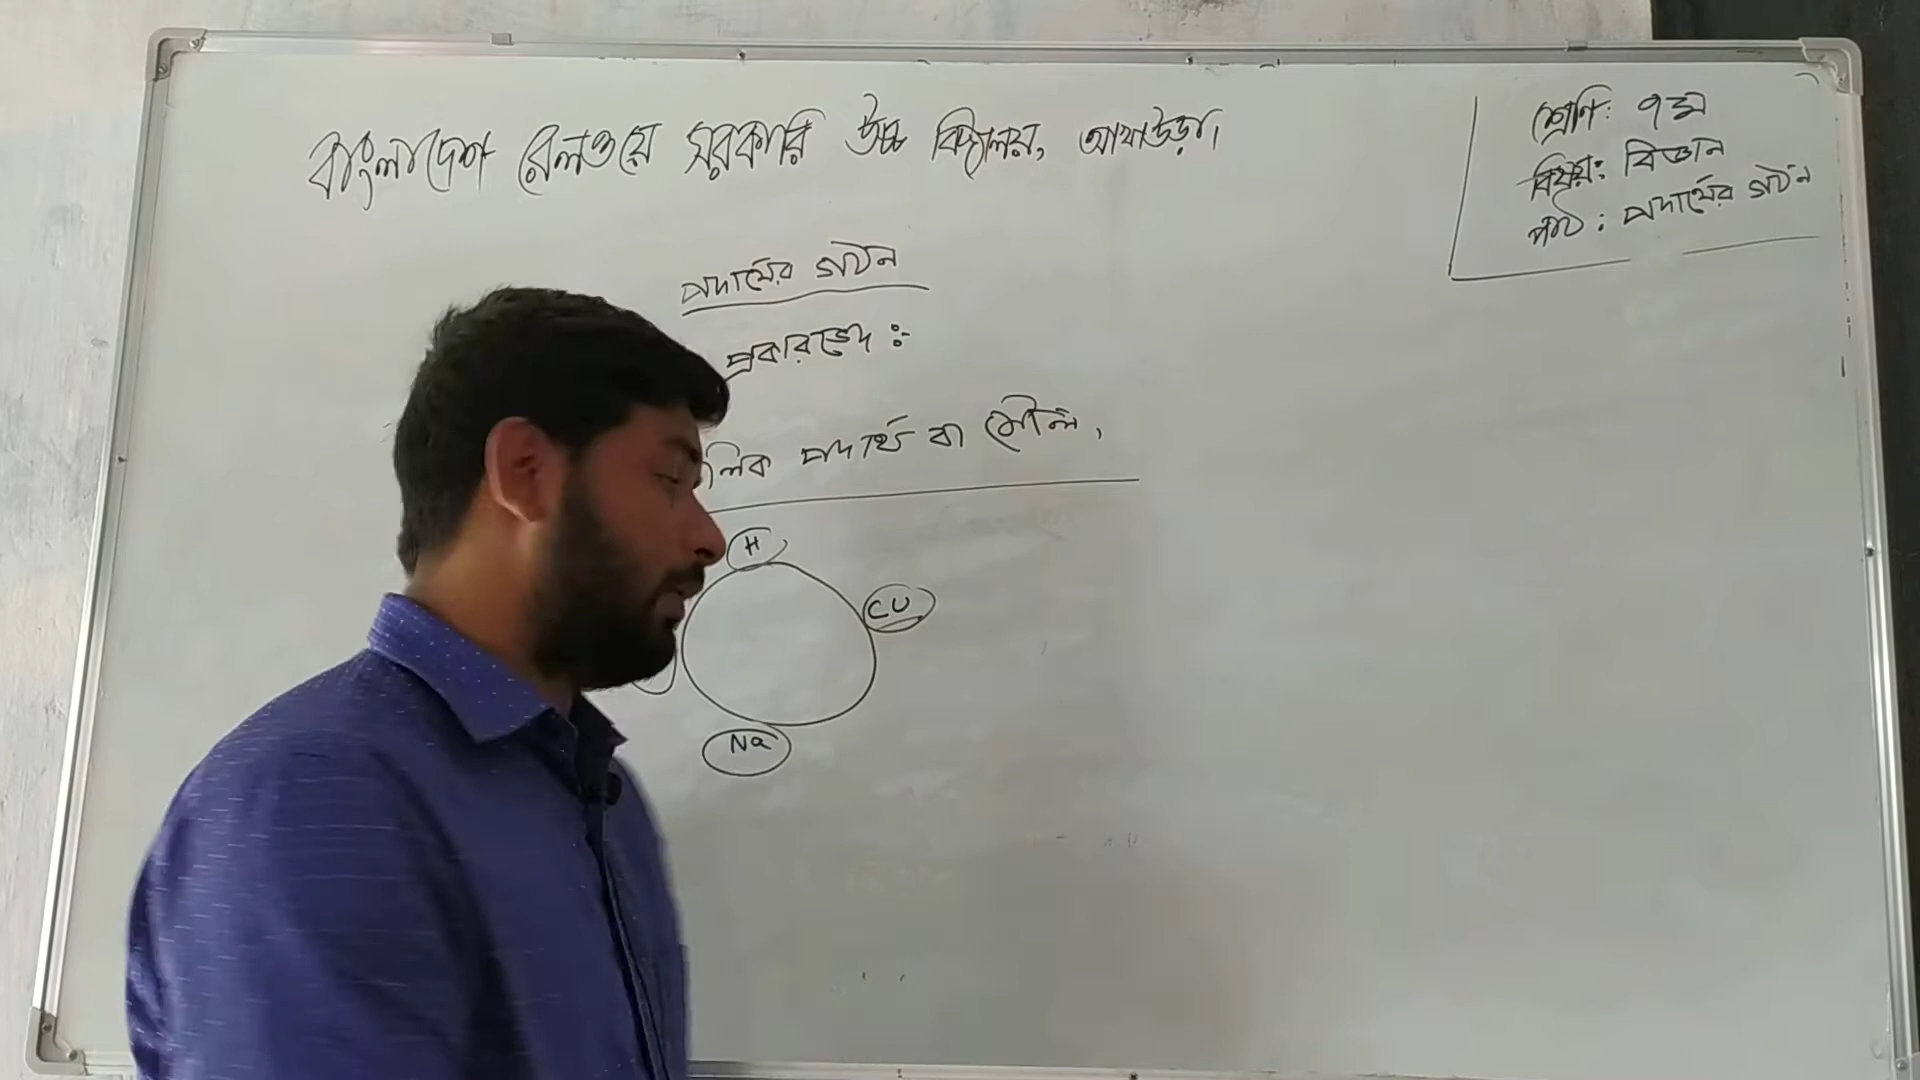 বাংলাদেশ রেলওয়ে সরকারি উচ্চ বিদ্যালয়, আখাউড়া।
শ্রেণি: ৭ম
বিষয়: বিজ্ঞান
পাঠ: পদার্থের গঠন
পদার্থের গঠন
প্রকারভেদ :-
লিক পদার্থ বা মৌল,
H
CU
Na